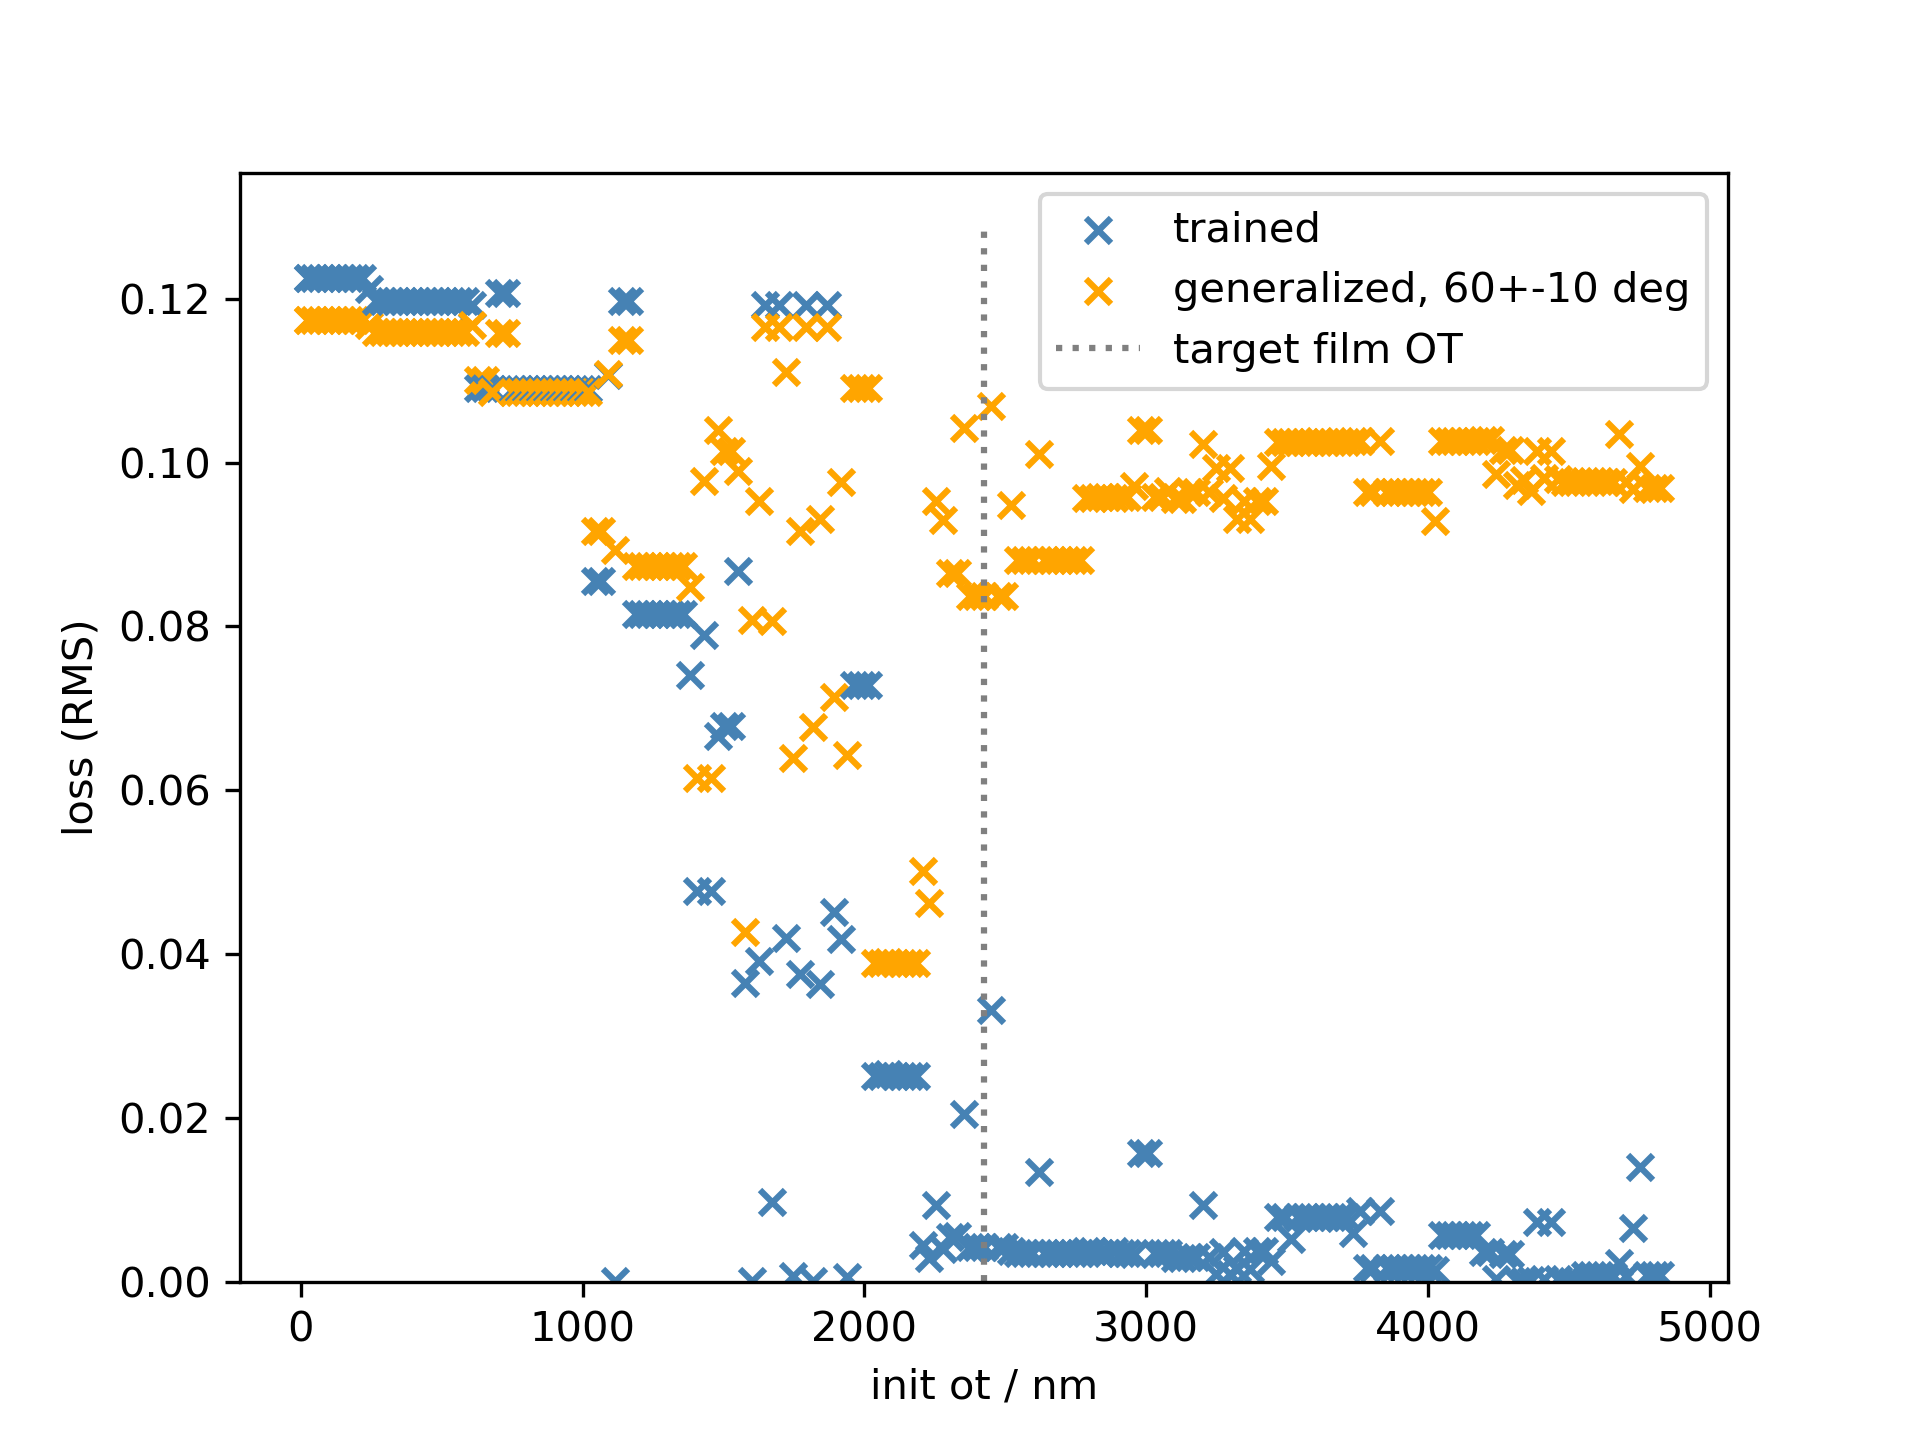 trained
generalized, 60+-10 deg
target film OT
loss (RMS)
0.12
0.10
0.08
0.06
0.04
0.02
0.00
0 1000 2000 3000 4000 5000
init ot / nm